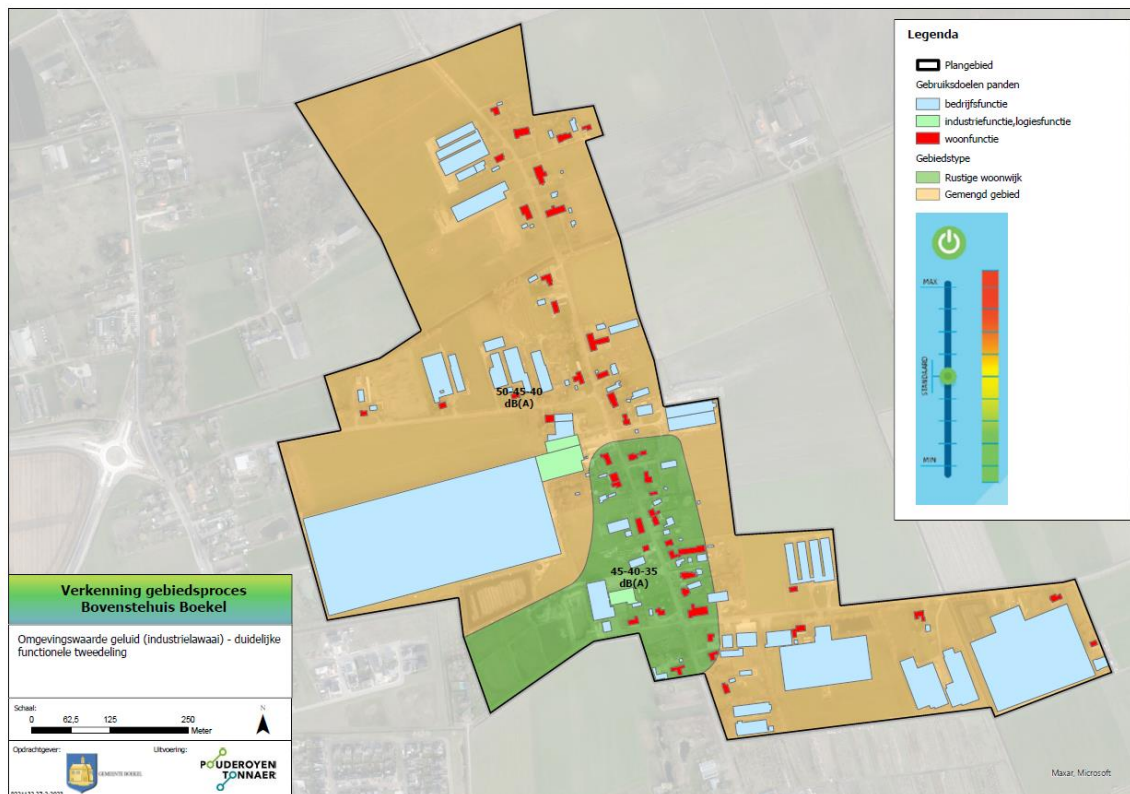 Legenda
Plangebied
Gebruiksdoelen panden
bedrijfsfunctie
industriefunctie,logiesfunctie
woonfunctie
Gebiedstype
Rustige woonwijk
Gemengd gebied
MAX
STANDAARD
MIN
50-45-40
dB(A)
45-40-35
dB(A)
Verkenning gebiedsproces
Bovenstehuis Boekel
Omgevingswaarde geluid (industrielawaai) - duidelijke
functionele tweedeling
Schaal:
0 62,5 125 250
Meter
N
Opdrachtgever:
GEMEENTE BOEKEL
Uitvoering:
POUDEROYEN
TONNAER
Maxar, Microsoft